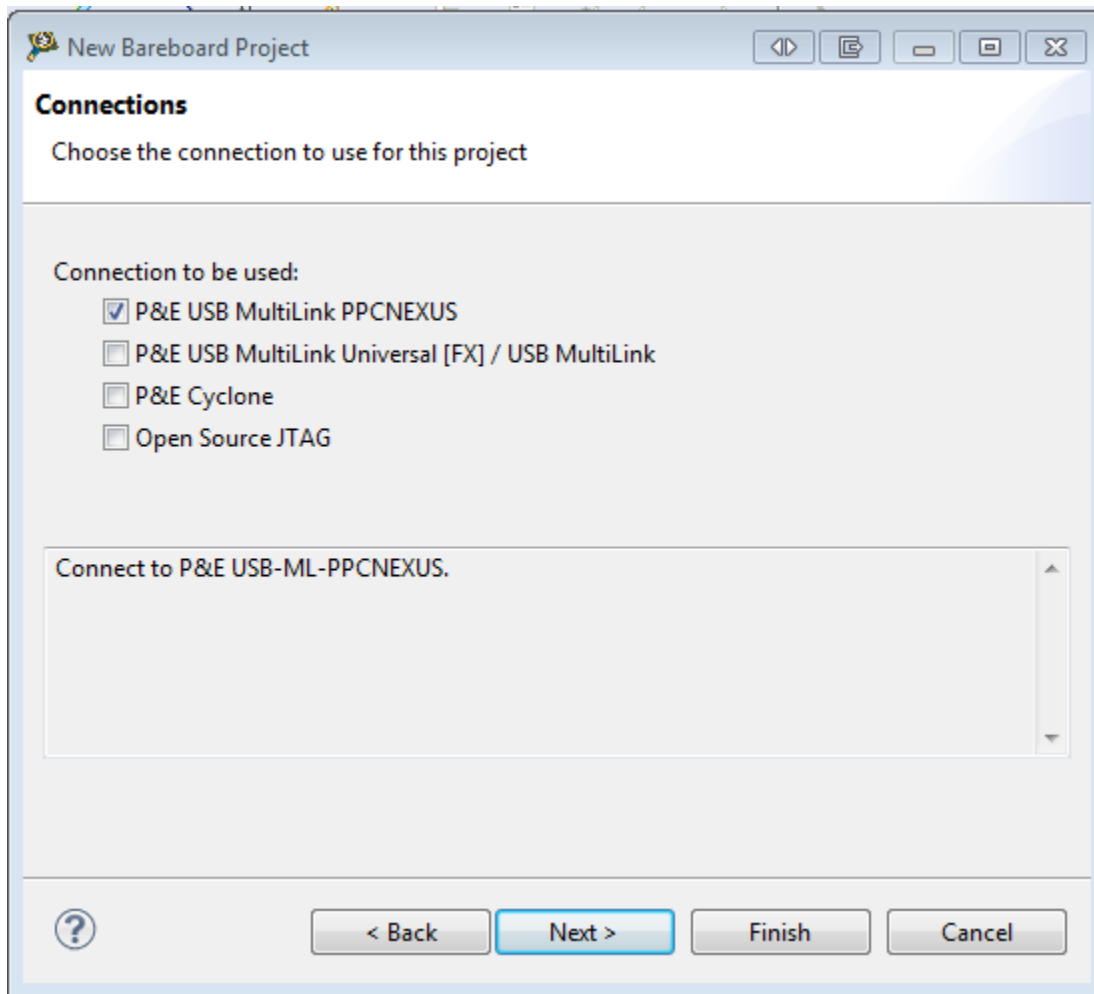 New Bareboard Project
Connections
Choose the connection to use for this project
Connection to be used:
P&E USB MultiLink PPCNEXUS
P&E USB MultiLink Universal [FX] / USB MultiLink
P&E Cyclone
Open Source JTAG
Connect to P&E USB-ML-PPCNEXUS.
? < Back Next > Finish Cancel